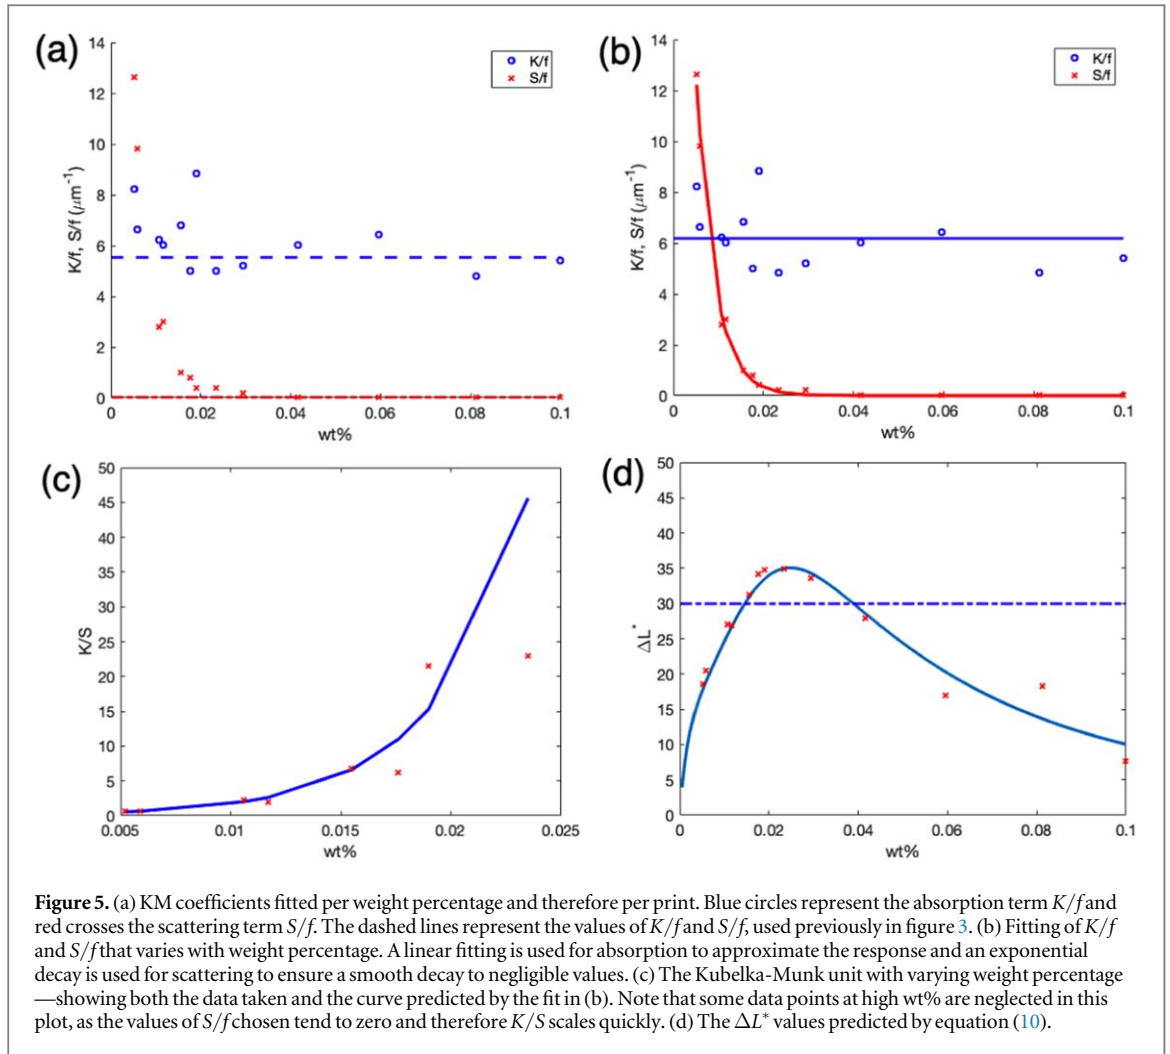 (a)
14
12
10
8
6
4
2
0
K/f, S/f (μm⁻¹)
K/f
S/f
0 0.02 0.04 0.06 0.08 0.1
wt%
(b)
14
12
10
8
6
4
2
0
K/f, S/f (μm⁻¹)
K/f
S/f
0 0.02 0.04 0.06 0.08 0.1
wt%
(c)
50
45
40
35
30
25
20
15
10
5
0
K/S
0.005 0.01 0.015 0.02 0.025
wt%
(d)
50
45
40
35
30
25
20
15
10
5
0
ΔL*
0 0.02 0.04 0.06 0.08 0.1
wt%
Figure 5. (a) KM coefficients fitted per weight percentage and therefore per print. Blue circles represent the absorption term K/f and
red crosses the scattering term S/f. The dashed lines represent the values of K/f and S/f, used previously in figure 3. (b) Fitting of K/f
and S/f that varies with weight percentage. A linear fitting is used for absorption to approximate the response and an exponential
decay is used for scattering to ensure a smooth decay to negligible values. (c) The Kubelka-Munk unit with varying weight percentage
—showing both the data taken and the curve predicted by the fit in (b). Note that some data points at high wt% are neglected in this
plot, as the values of S/f chosen tend to zero and therefore K/S scales quickly. (d) The ΔL* values predicted by equation (10).